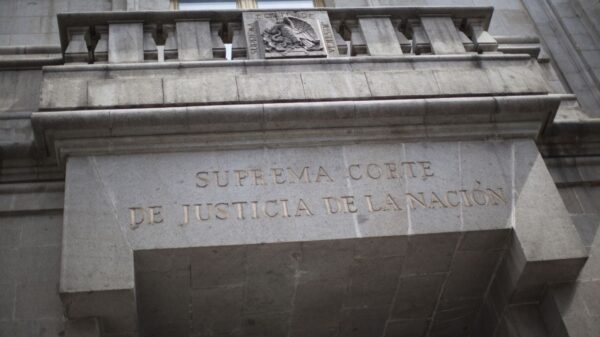 SUPREMA CORTE
DE JUSTICIA DE LA NACIÓN